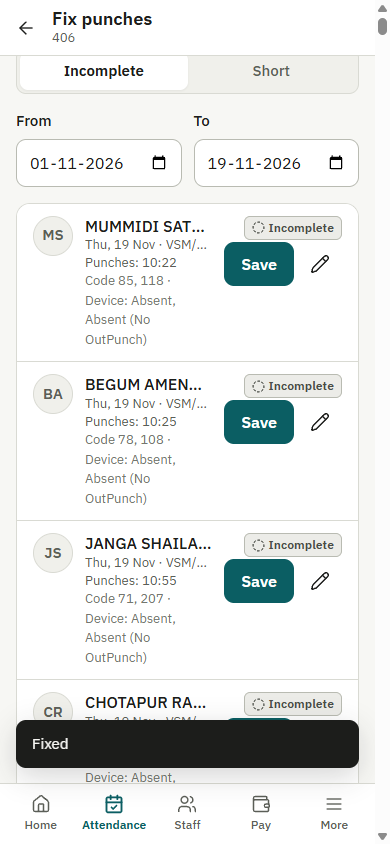 Fix punches
406
Incomplete
Short
From
To
01-11-2026
19-11-2026
MS
MUMMIDI SAT...
Incomplete
Thu, 19 Nov · VSM/...
Punches: 10:22
Code 85, 118 ·
Device: Absent,
Absent (No
OutPunch)
Save
BA
BEGUM AMEN...
Incomplete
Thu, 19 Nov · VSM/...
Punches: 10:25
Code 78, 108 ·
Device: Absent,
Absent (No
OutPunch)
Save
JS
JANGA SHAILA...
Incomplete
Thu, 19 Nov · VSM/...
Punches: 10:55
Code 71, 207 ·
Device: Absent,
Absent (No
OutPunch)
Save
CR
CHOTAPUR RA...
Incomplete
Thu, 19 Nov · VSM/...
Fixed
Device: Absent,
Home
Attendance
Staff
Pay
More